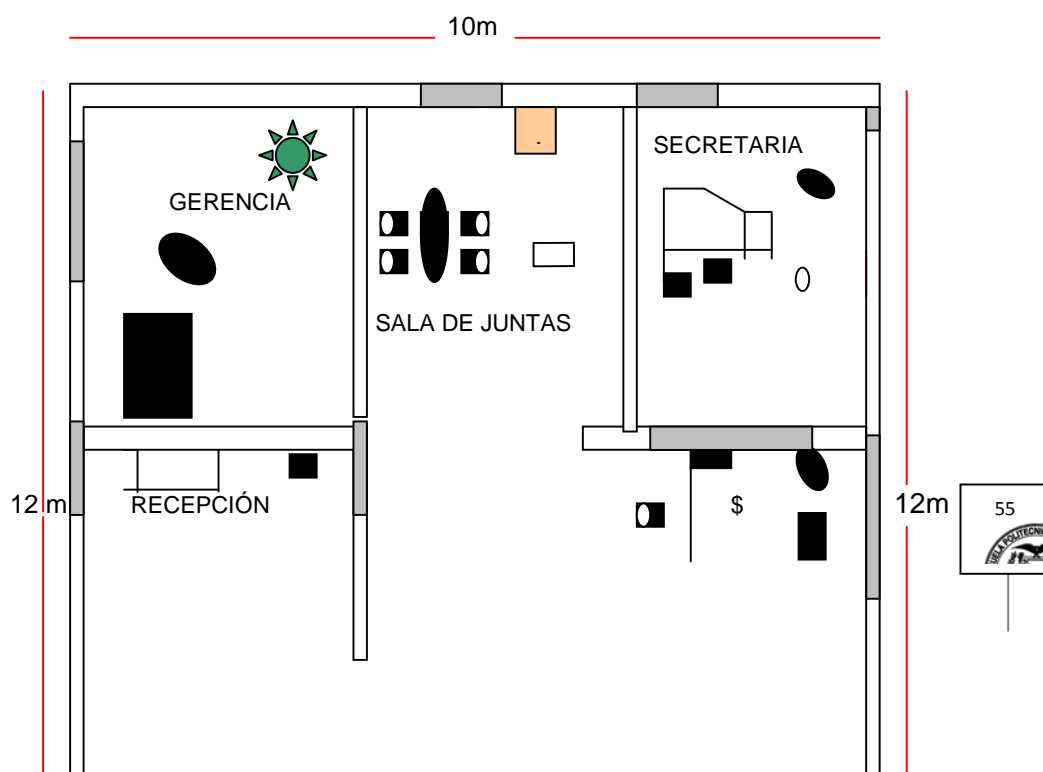 10m
SECRETARIA
GERENCIA
SALA DE JUNTAS
12 m
RECEPCIÓN
$
12m
55